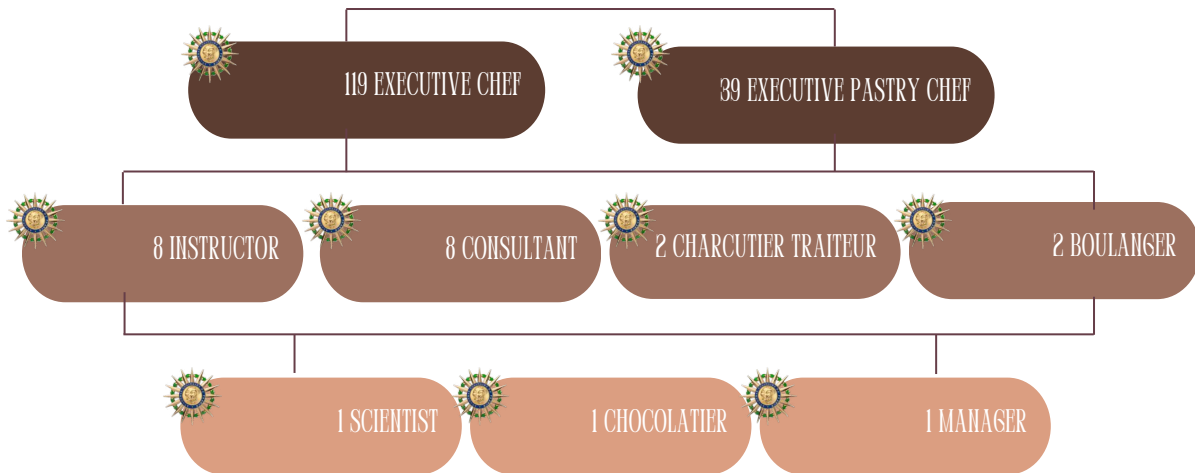 119 EXECUTIVE CHEF
39 EXECUTIVE PASTRY CHEF
8 INSTRUCTOR
8 CONSULTANT
2 CHARCUTIER TRAITEUR
2 BOULANGER
1 SCIENTIST
1 CHOCOLATIER
1 MANAGER